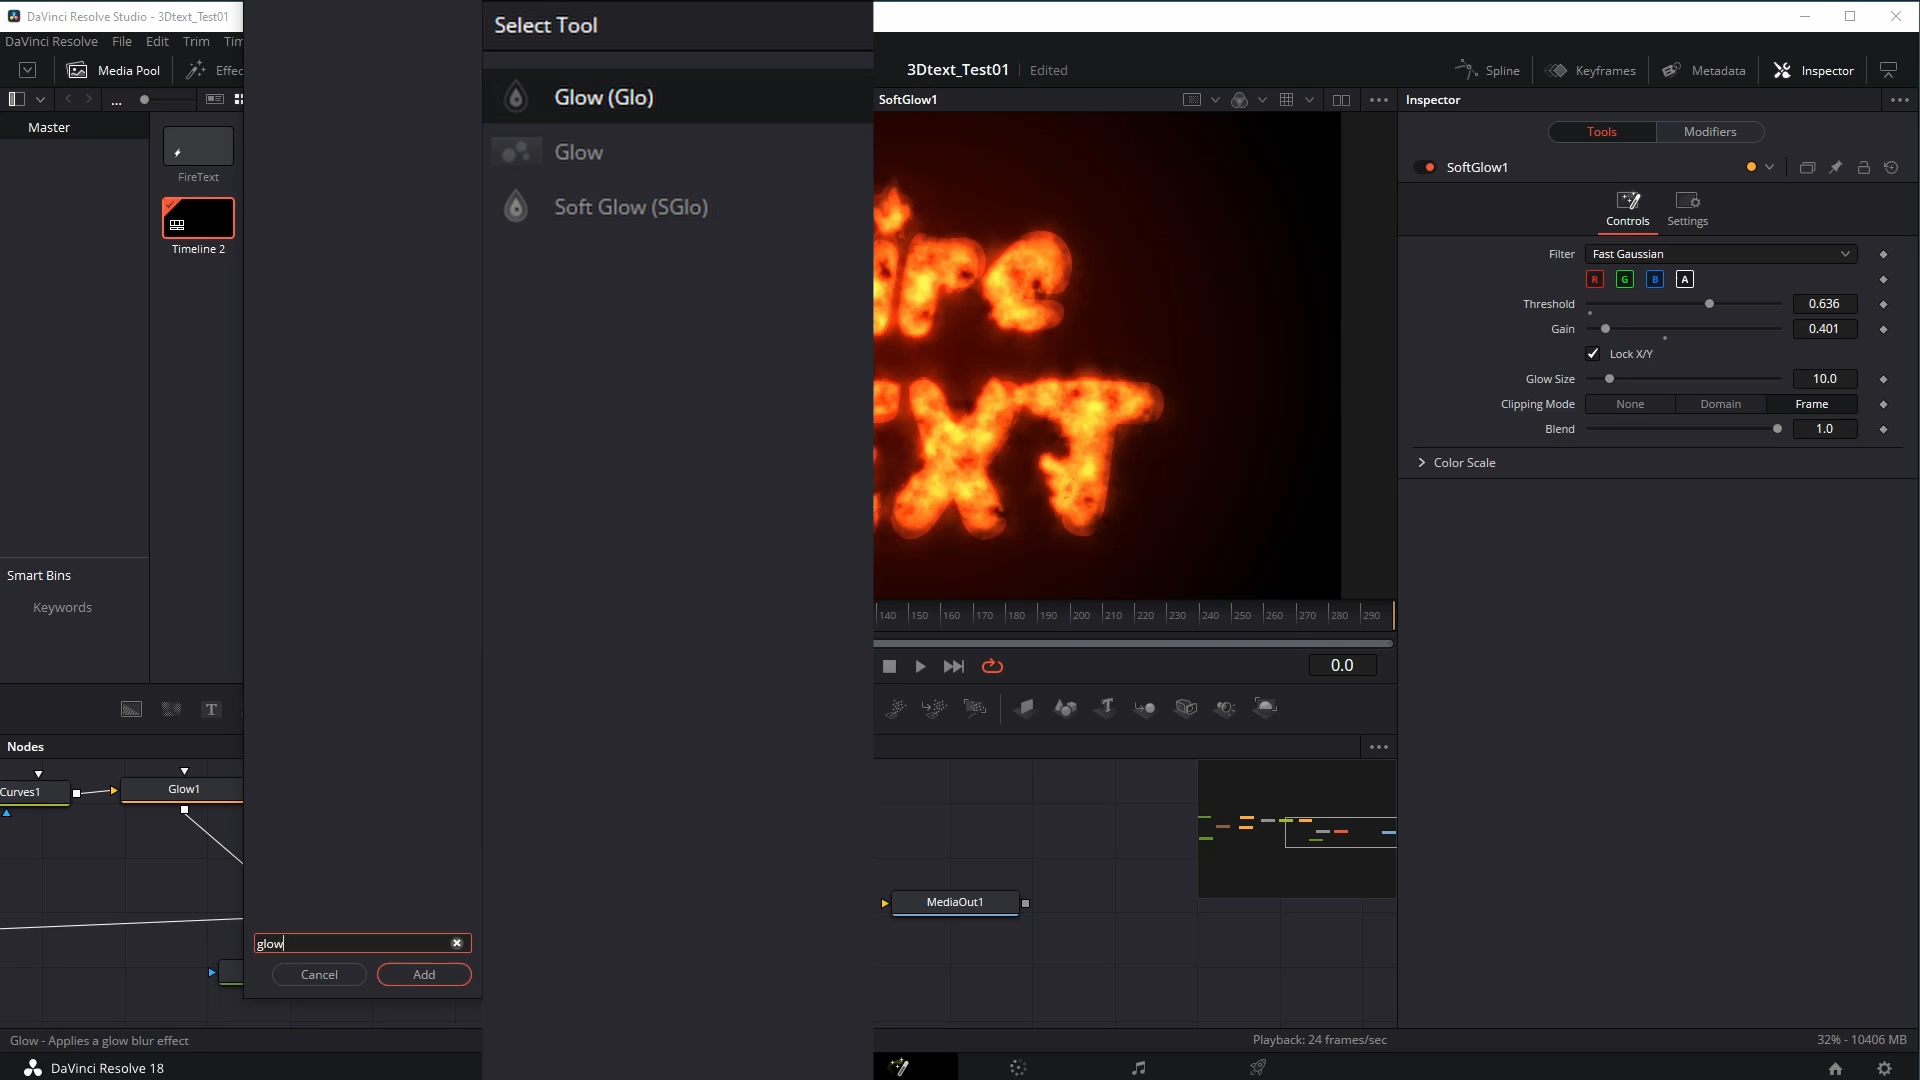 DaVinci Resolve Studio - 3Dtext_Test01
DaVinci Resolve File Edit Trim Tim
Media Pool Effec
...
Master
FireText
Timeline 2
Smart Bins
Keywords
T
Nodes
Curves1
Glow1
glow
Cancel Add
Glow - Applies a glow blur effect
DaVinci Resolve 18
Select Tool
Glow (Glo)
Glow
Soft Glow (SGlo)
3Dtext_Test01 Edited
Spline Keyframes Metadata Inspector
SoftGlow1
ire
EXT
140 150 160 170 180 190 200 210 220 230 240 250 260 270 280 290
0.0
MediaOut1
Playback: 24 frames/sec
32% - 10406 MB
Inspector
Tools Modifiers
SoftGlow1
Controls Settings
Filter Fast Gaussian
R G B A
Threshold 0.636
Gain 0.401
Lock X/Y
Glow Size 10.0
Clipping Mode None Domain Frame
Blend 1.0
Color Scale